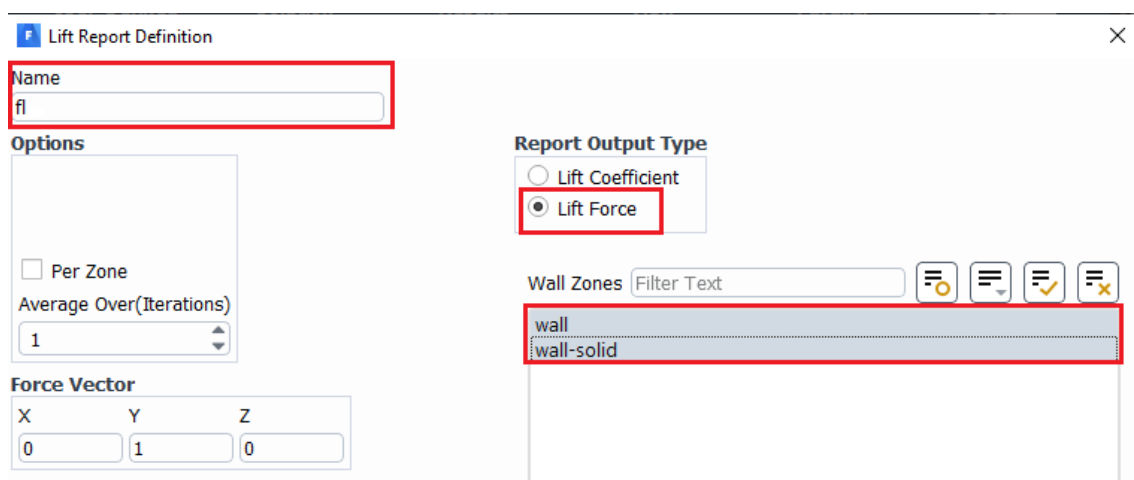 F Lift Report Definition
Name
fl
Options
Per Zone
Average Over(Iterations)
1
Force Vector
X Y Z
0 1 0
Report Output Type
Lift Coefficient
Lift Force
Wall Zones Filter Text
wall
wall-solid